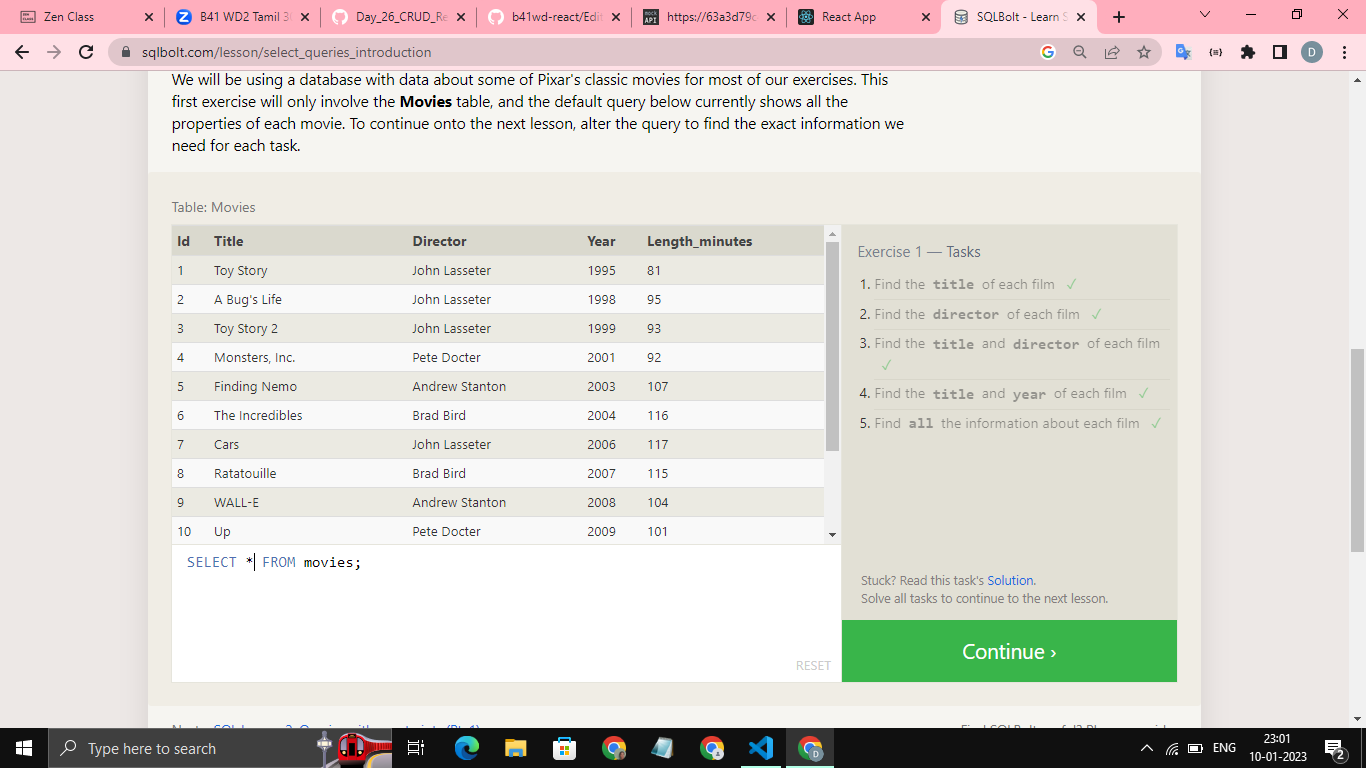 Zen Class
B41 WD2 Tamil 3
Day_26_CRUD_Re
b41wd-react/Edit
https://63a3d79c
React App
SQLBolt - Learn S
sqlbolt.com/lesson/select_queries_introduction
We will be using a database with data about some of Pixar's classic movies for most of our exercises. This
first exercise will only involve the Movies table, and the default query below currently shows all the
properties of each movie. To continue onto the next lesson, alter the query to find the exact information we
need for each task.
Table: Movies
Id Title Director Year Length_minutes
1 Toy Story John Lasseter 1995 81
2 A Bug's Life John Lasseter 1998 95
3 Toy Story 2 John Lasseter 1999 93
4 Monsters, Inc. Pete Docter 2001 92
5 Finding Nemo Andrew Stanton 2003 107
6 The Incredibles Brad Bird 2004 116
7 Cars John Lasseter 2006 117
8 Ratatouille Brad Bird 2007 115
9 WALL-E Andrew Stanton 2008 104
10 Up Pete Docter 2009 101
SELECT * FROM movies;
RESET
Exercise 1 — Tasks
1. Find the title of each film ✓
2. Find the director of each film ✓
3. Find the title and director of each film
✓
4. Find the title and year of each film ✓
5. Find all the information about each film ✓
Stuck? Read this task's Solution.
Solve all tasks to continue to the next lesson.
Continue ›
Type here to search
ENG
23:01
10-01-2023
2